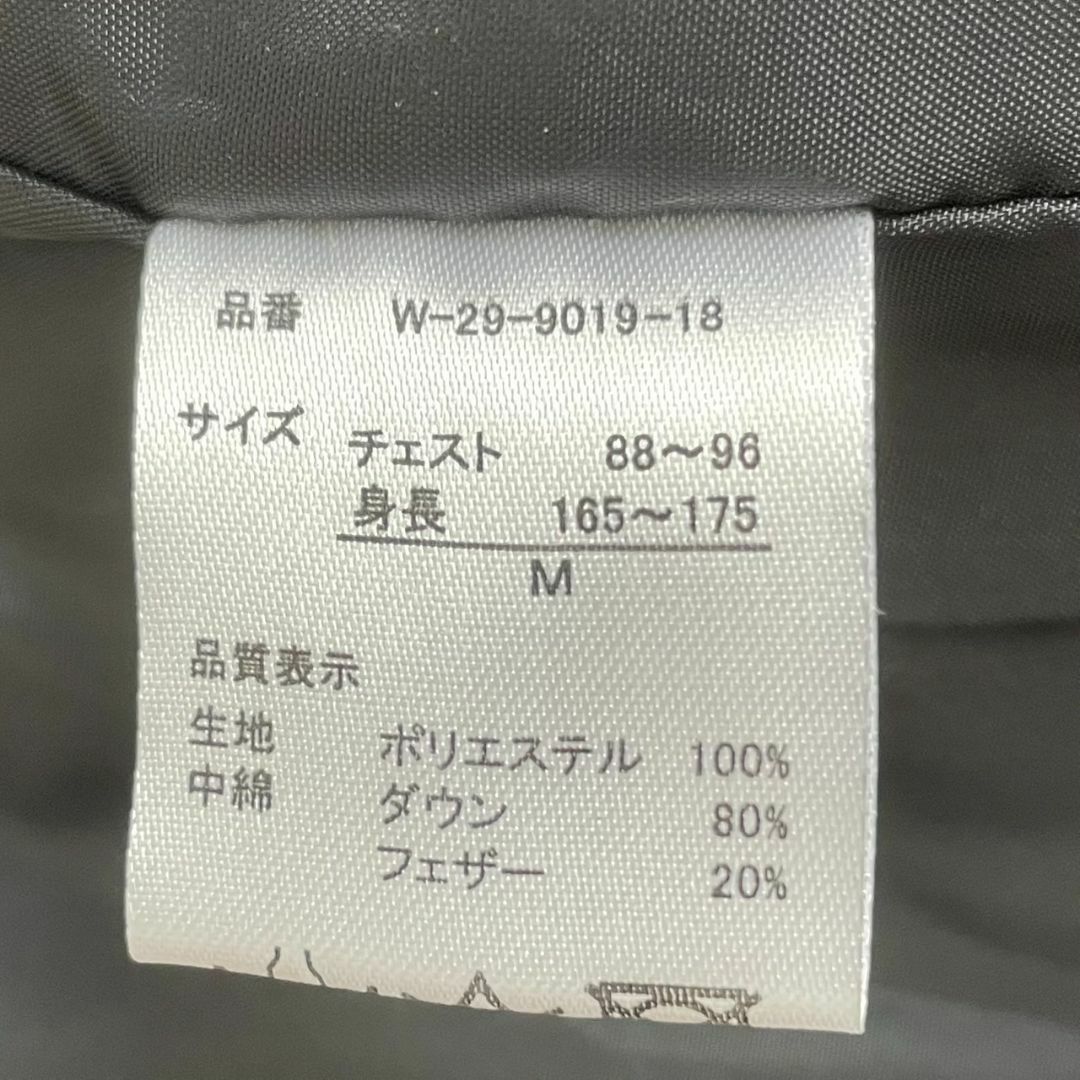 品番 W-29-9019-18
サイズ チェスト 88～96
身長 165～175
M
品質表示
生地 ポリエステル 100%
中綿 ダウン 80%
フェザー 20%